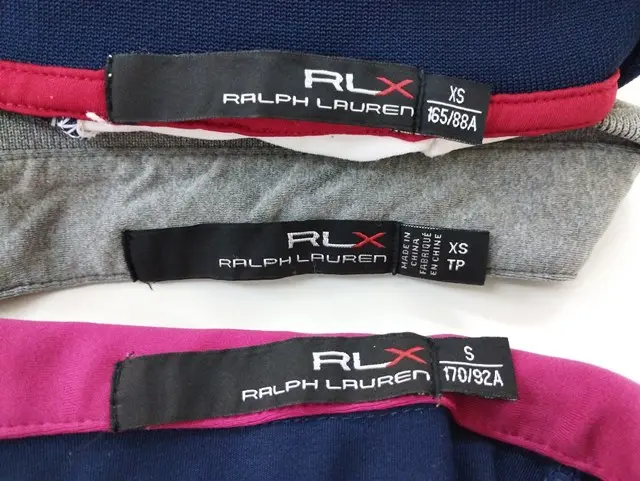 RLX
RALPH LAUREN
XS
165/88A
RLX
RALPH LAUREN
MADE IN
CHINA
FABRIQUÉ
EN CHINE
XS
TP
RLX
RALPH LAUREN
S
170/92A